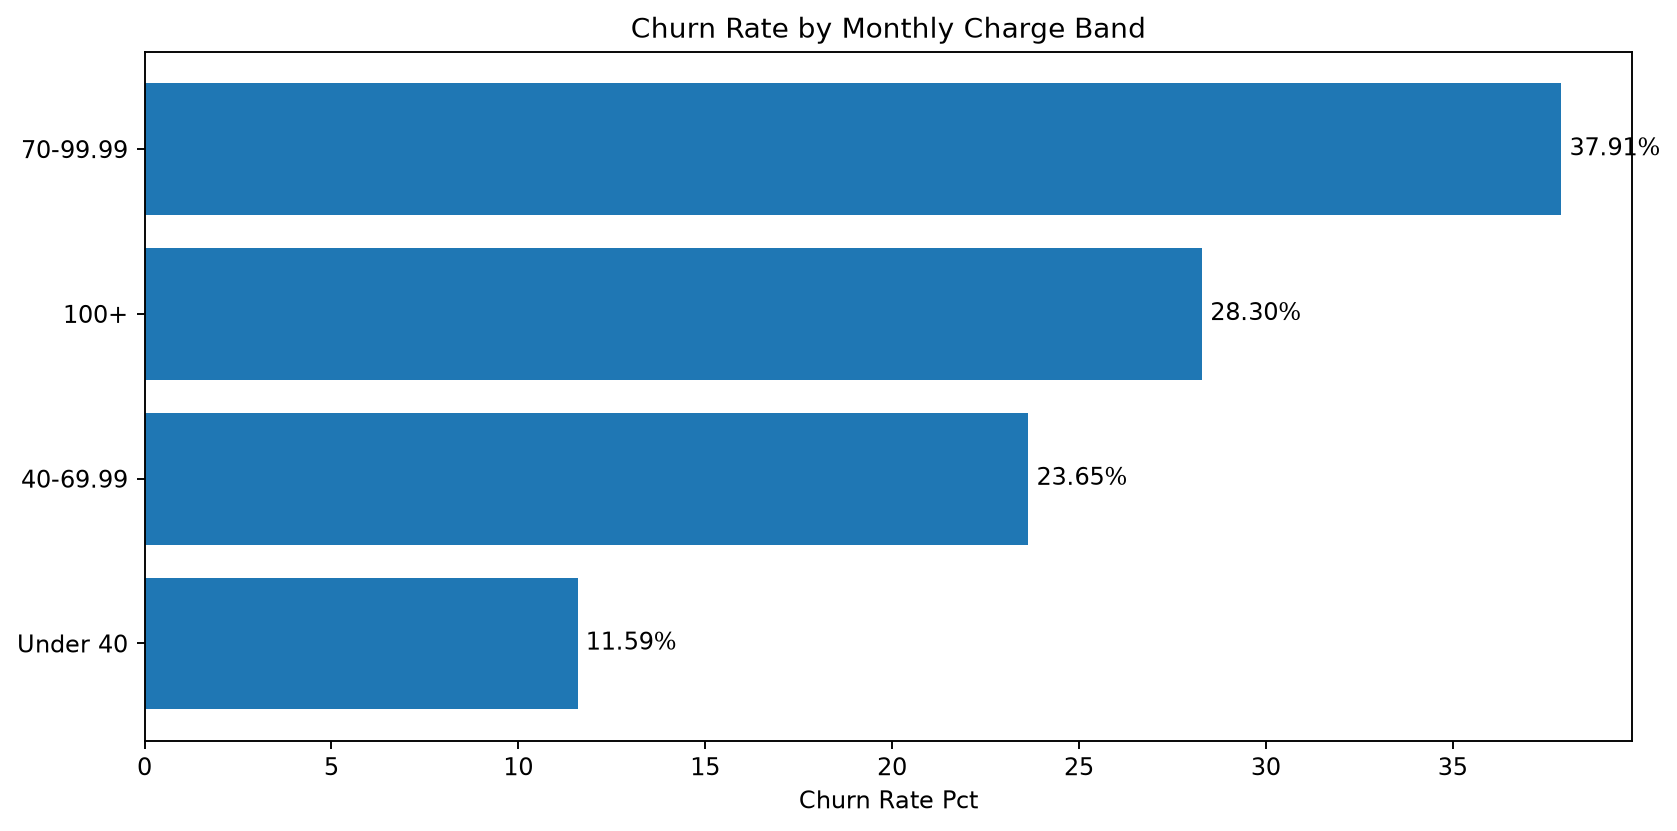 Churn Rate by Monthly Charge Band
70-99.99
37.91%
100+
28.30%
40-69.99
23.65%
Under 40
11.59%
0 5 10 15 20 25 30 35
Churn Rate Pct